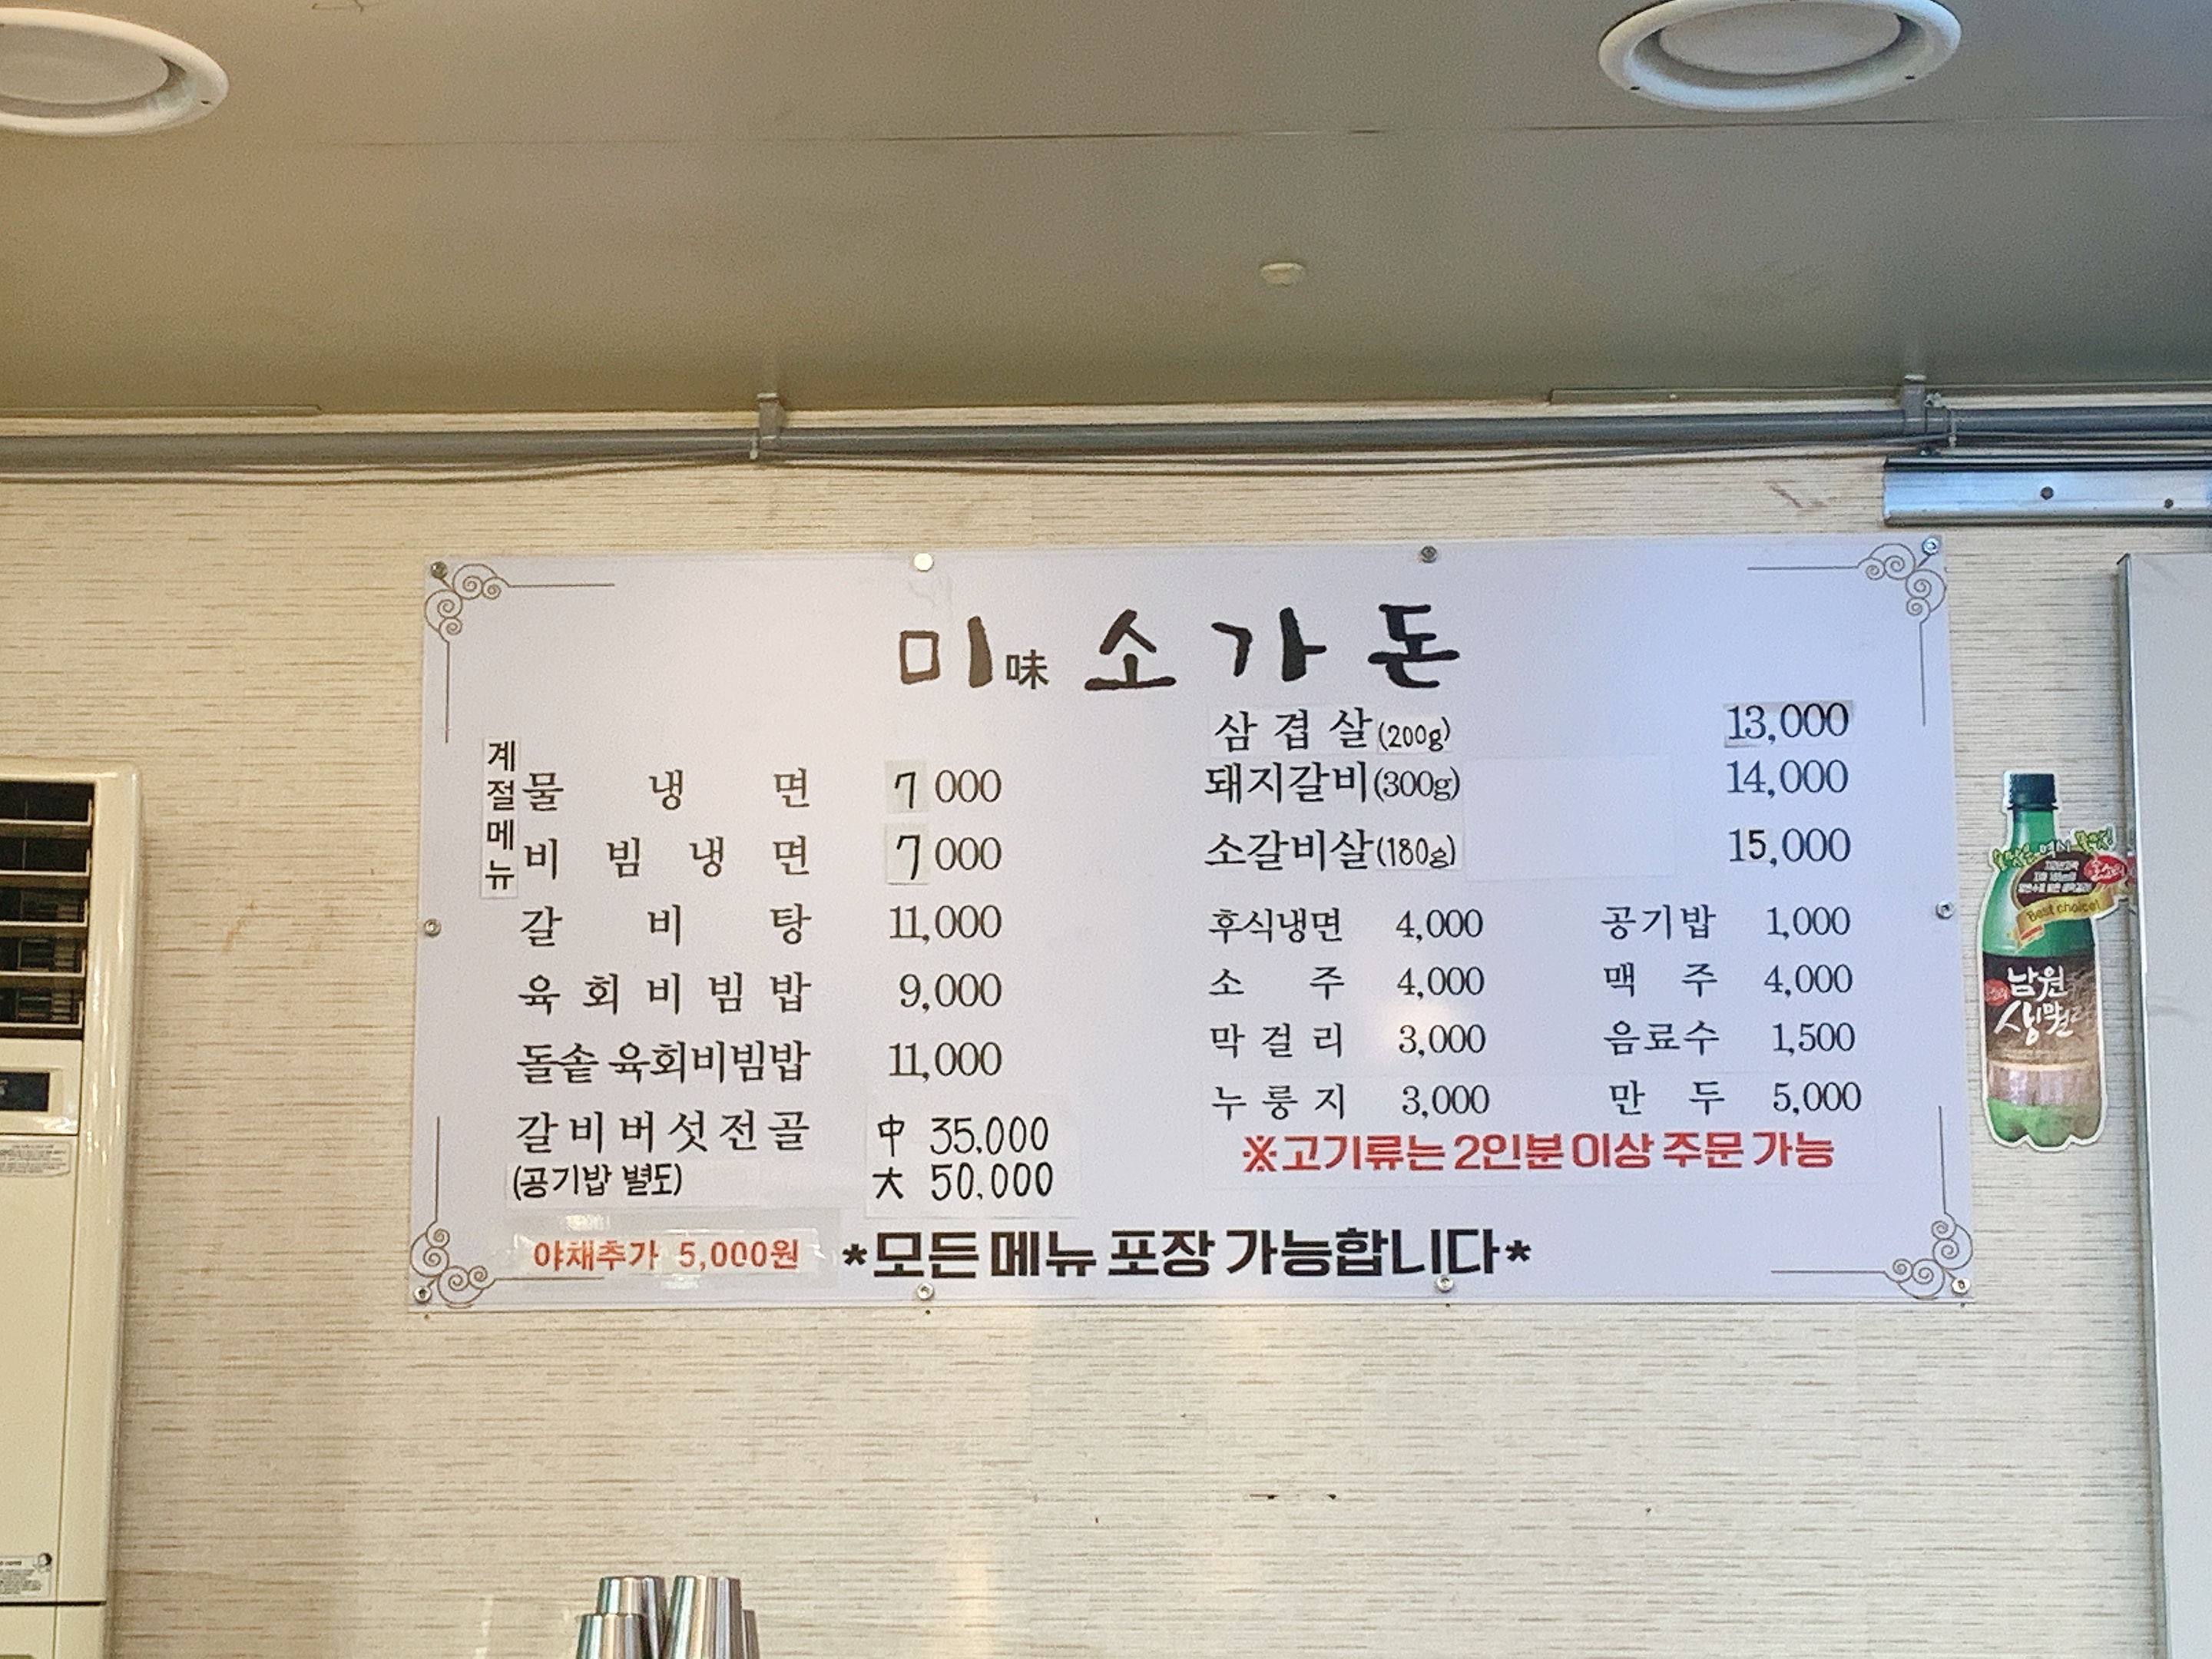 미味소가돈
계절메뉴
물냉면 7000
비빔냉면 7000
갈비탕 11,000
육회비빔밥 9,000
돌솥 육회비빔밥 11,000
갈비버섯전골 中 35,000
(공기밥 별도) 大 50,000
야채추가 5,000원
삼겹살(200g) 13,000
돼지갈비(300g) 14,000
소갈비살(180g) 15,000
후식냉면 4,000 공기밥 1,000
소주 4,000 맥주 4,000
막걸리 3,000 음료수 1,500
누룽지 3,000 만두 5,000
※고기류는 2인분 이상 주문 가능
*모든 메뉴 포장 가능합니다*
Best choice!
남원
생막걸리